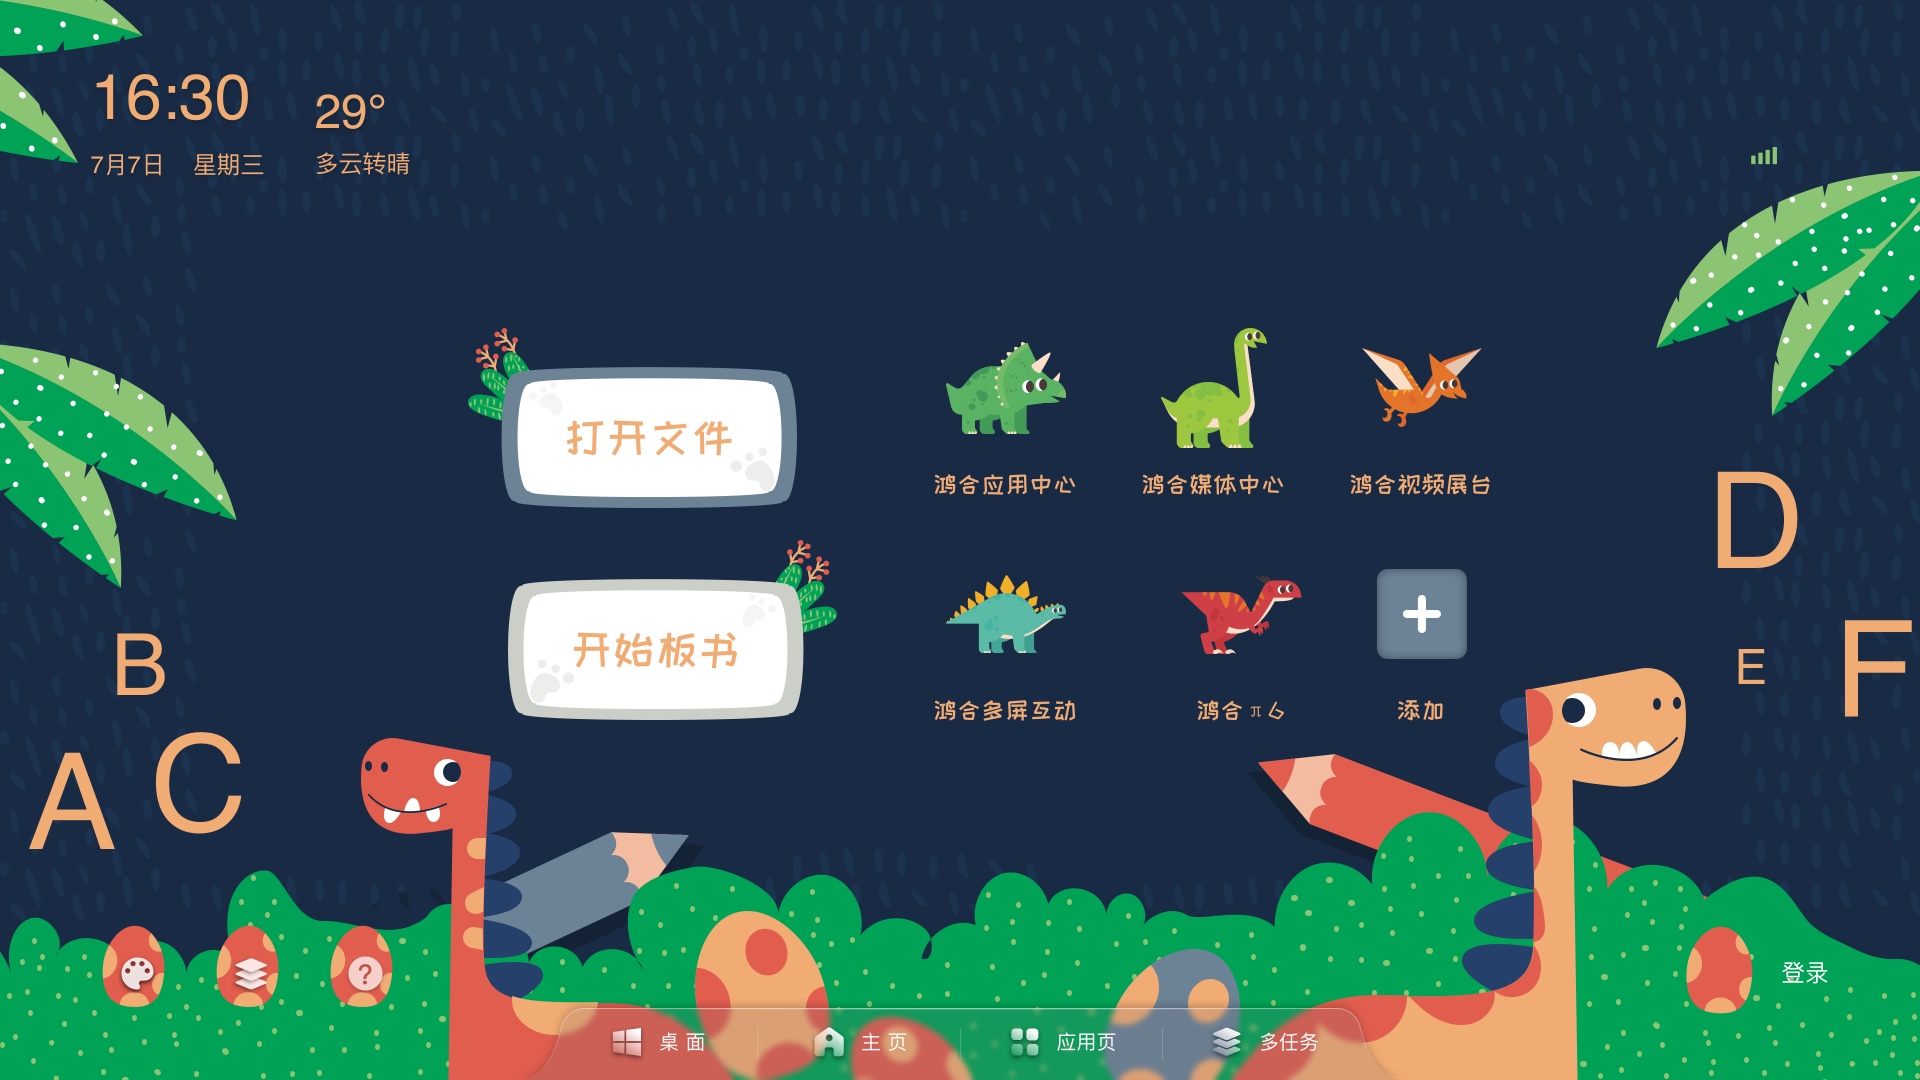 16:30
29°
7月7日 星期三 多云转晴
打开文件
鸿合应用中心 鸿合媒体中心 鸿合视频展台
开始板书
鸿合多屏互动 鸿合π6 添加
D
E
F
B
A
C
?
登录
桌面 主页 应用页 多任务